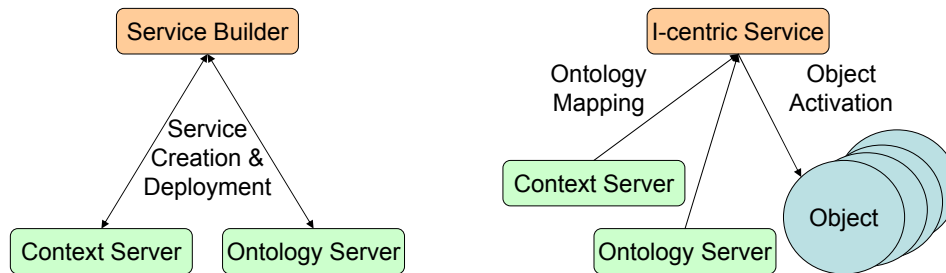 Service Builder
Service
Creation &
Deployment
Context Server
Ontology Server
I-centric Service
Ontology
Mapping
Object
Activation
Context Server
Ontology Server
Object